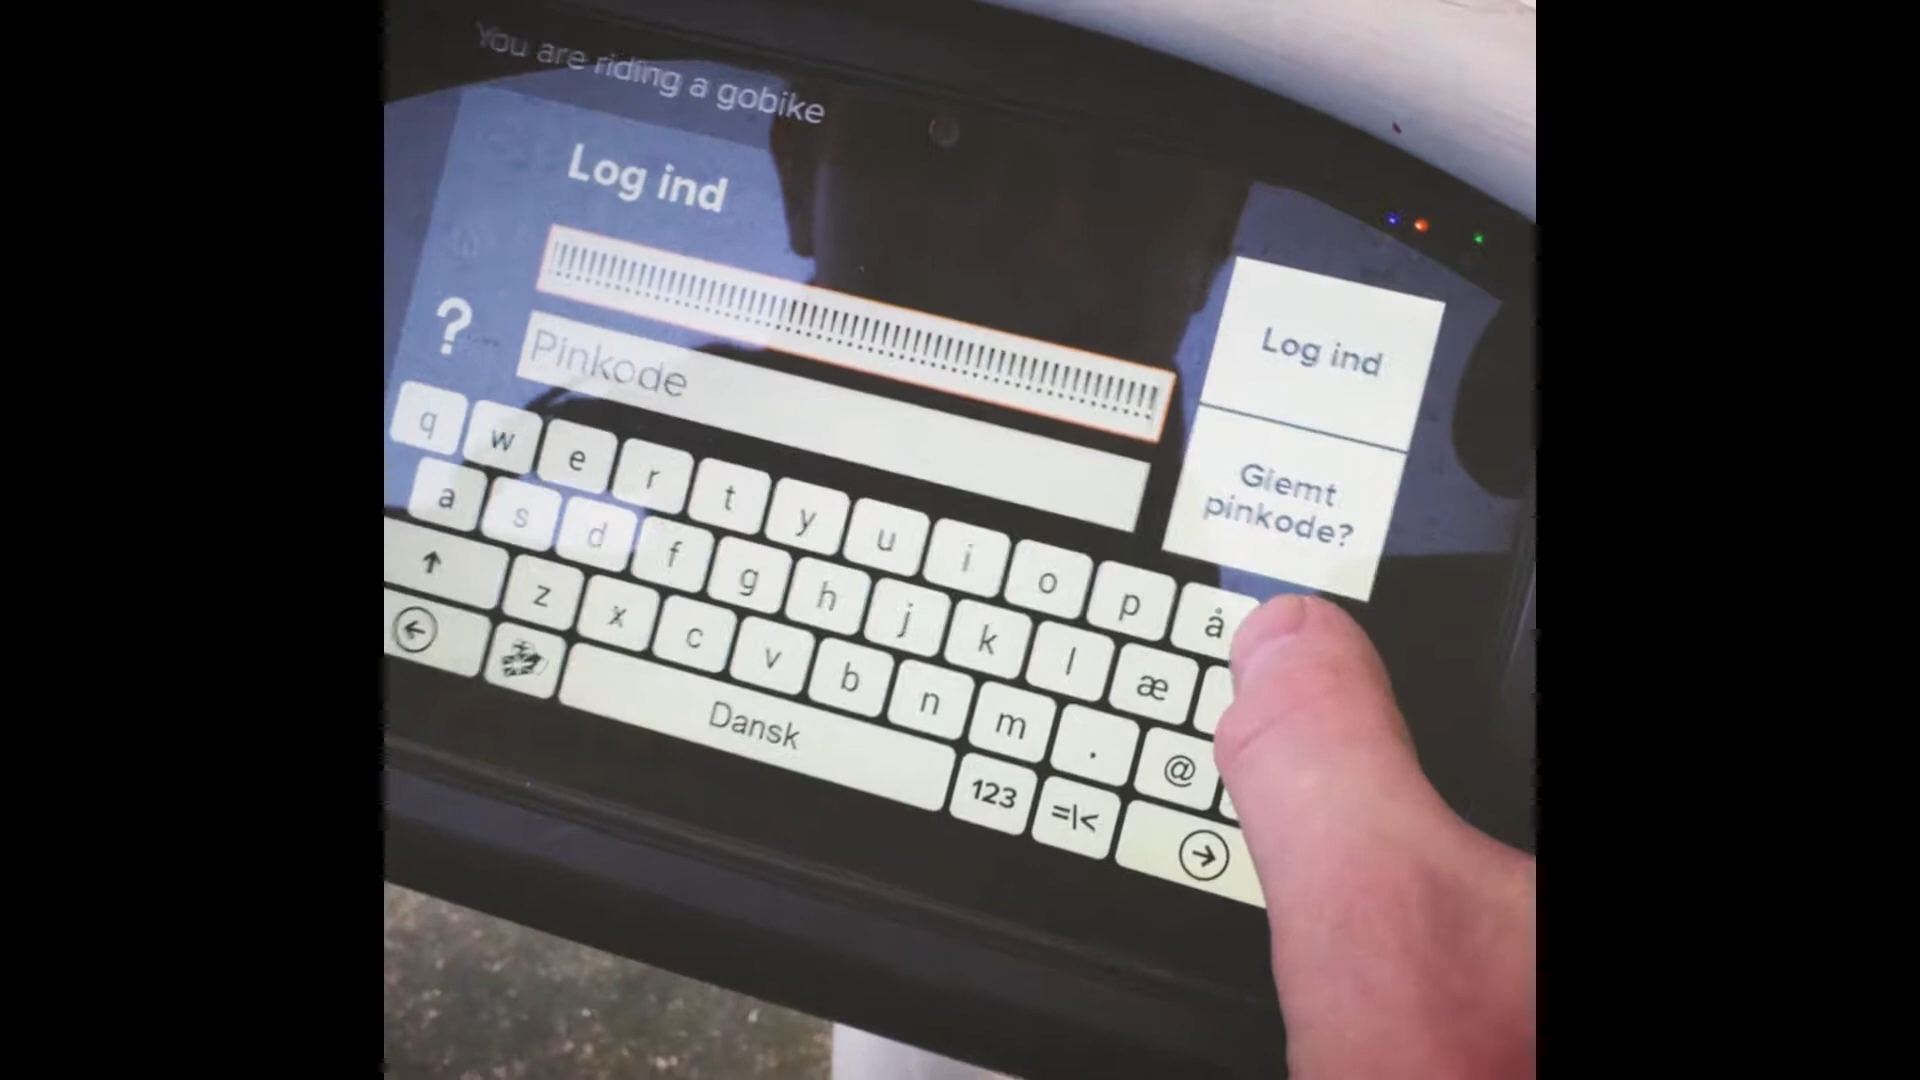 You are riding a gobike
Log ind
!!!!!!!!!!!!!!!!!!!!!!!!!!!!!!!!!!!!!!!!!!!!!!!!!!!!!!!!!!!!!!!!!!!!!!
Pinkode
Log ind
Glemt
pinkode?
?
q w e r t y u i o p å
a s d f g h j k l æ
↑ z x c v b n m . @
← Dansk 123 =|< →